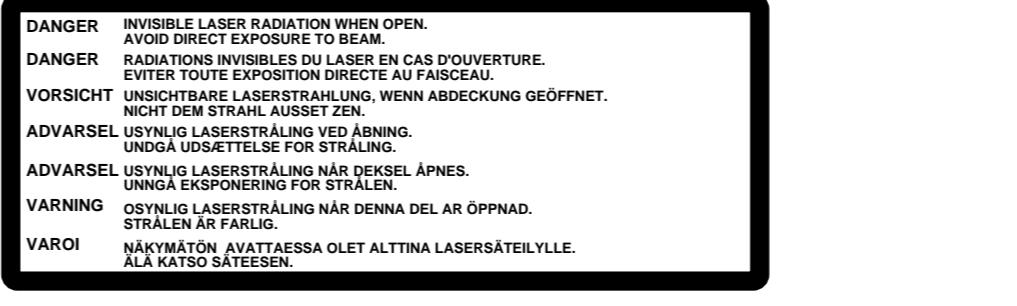 DANGER INVISIBLE LASER RADIATION WHEN OPEN.
AVOID DIRECT EXPOSURE TO BEAM.
DANGER RADIATIONS INVISIBLES DU LASER EN CAS D'OUVERTURE.
EVITER TOUTE EXPOSITION DIRECTE AU FAISCEAU.
VORSICHT UNSICHTBARE LASERSTRAHLUNG, WENN ABDECKUNG GEÖFFNET.
NICHT DEM STRAHL AUSSET ZEN.
ADVARSEL USYNLIG LASERSTRÅLING VED ÅBNING.
UNDGÅ UDSÆTTELSE FOR STRÅLING.
ADVARSEL USYNLIG LASERSTRÅLING NÅR DEKSEL ÅPNES.
UNNGÅ EKSPONERING FOR STRÅLEN.
VARNING OSYNLIG LASERSTRÅLING NÅR DENNA DEL AR ÖPPNAD.
STRÅLEN ÄR FARLIG.
VAROI NÄKYMÄTÖN AVATTAESSA OLET ALTTINA LASERSÄTEILYLLE.
ÄLÄ KATSO SÄTEESEN.